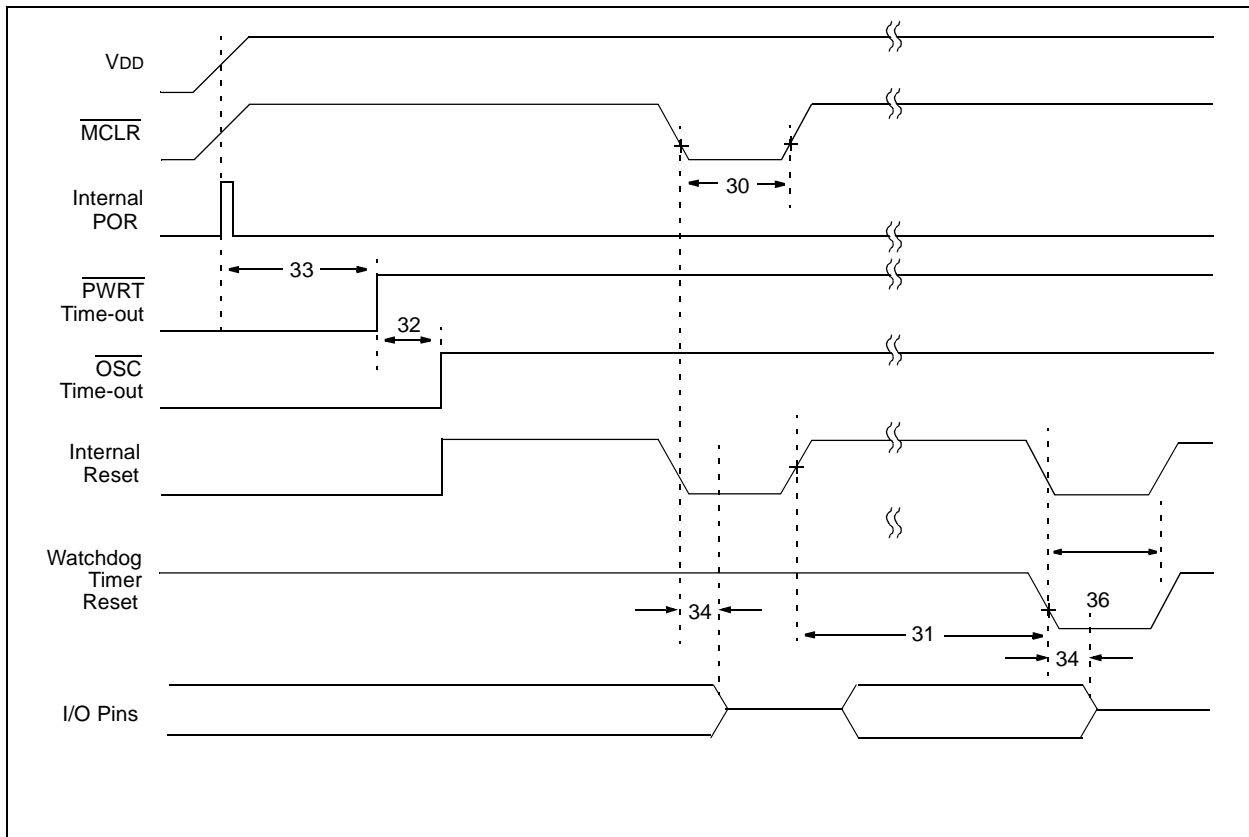 VDD
MCLR
30
Internal
POR
33
PWRT
Time-out
32
OSC
Time-out
Internal
Reset
Watchdog
Timer
Reset
36
34
31
34
I/O Pins